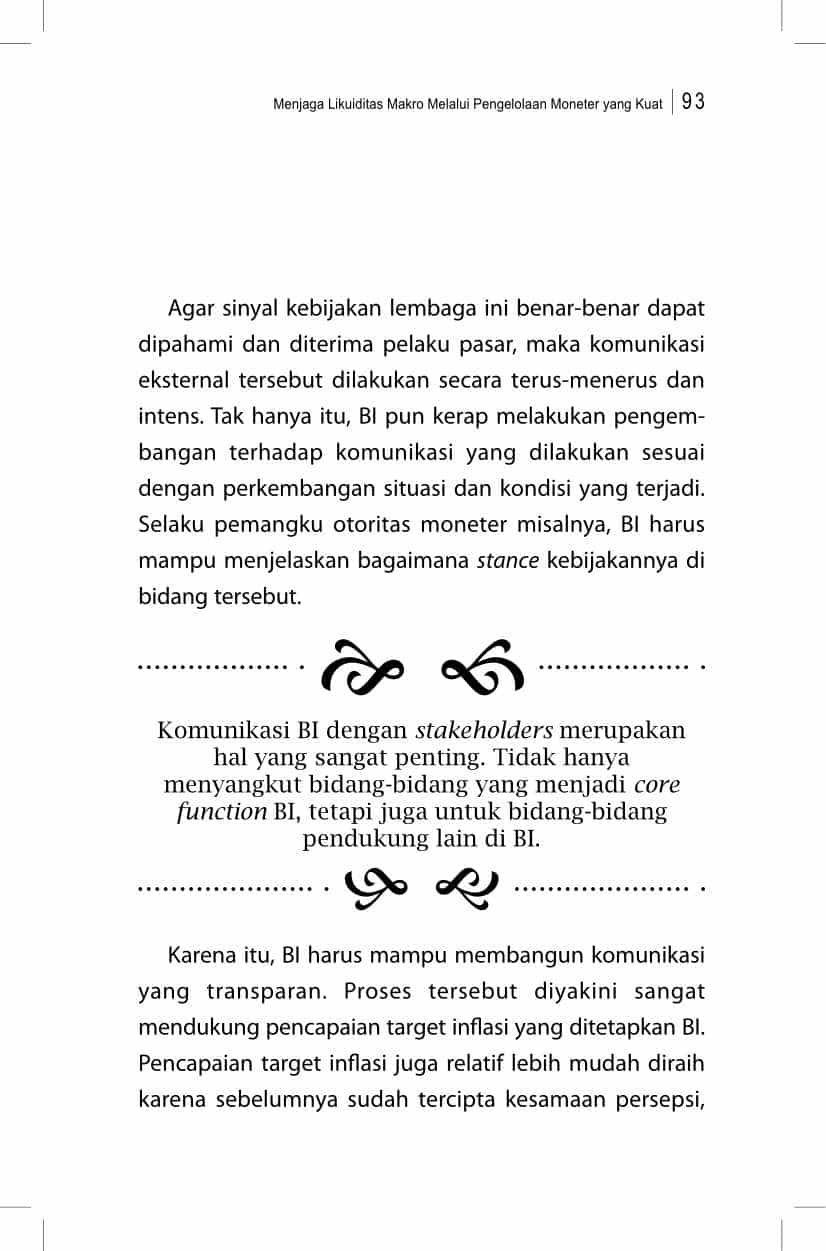 Menjaga Likuiditas Makro Melalui Pengelolaan Moneter yang Kuat 93
Agar sinyal kebijakan lembaga ini benar-benar dapat
dipahami dan diterima pelaku pasar, maka komunikasi
eksternal tersebut dilakukan secara terus-menerus dan
intens. Tak hanya itu, BI pun kerap melakukan pengem-
bangan terhadap komunikasi yang dilakukan sesuai
dengan perkembangan situasi dan kondisi yang terjadi.
Selaku pemangku otoritas moneter misalnya, BI harus
mampu menjelaskan bagaimana stance kebijakannya di
bidang tersebut.
Komunikasi BI dengan stakeholders merupakan
hal yang sangat penting. Tidak hanya
menyangkut bidang-bidang yang menjadi core
function BI, tetapi juga untuk bidang-bidang
pendukung lain di BI.
Karena itu, BI harus mampu membangun komunikasi
yang transparan. Proses tersebut diyakini sangat
mendukung pencapaian target inflasi yang ditetapkan BI.
Pencapaian target inflasi juga relatif lebih mudah diraih
karena sebelumnya sudah tercipta kesamaan persepsi,